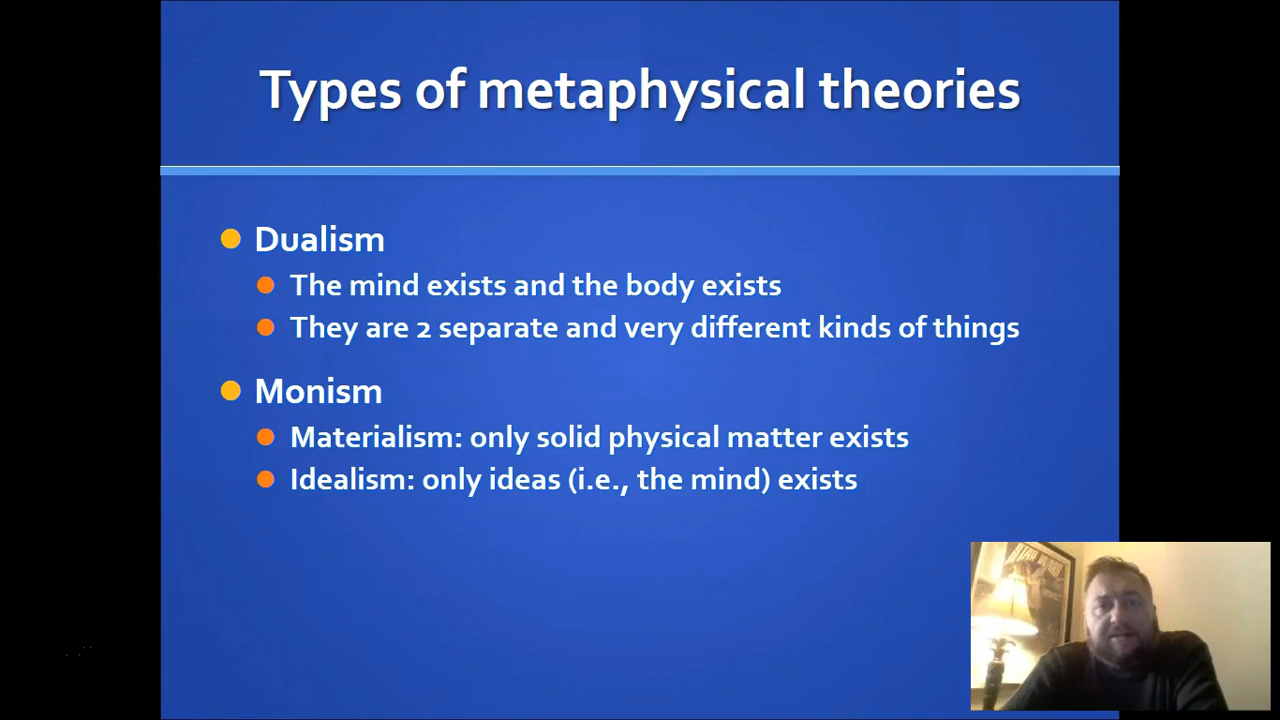 Types of metaphysical theories
Dualism
The mind exists and the body exists
They are 2 separate and very different kinds of things
Monism
Materialism: only solid physical matter exists
Idealism: only ideas (i.e., the mind) exists